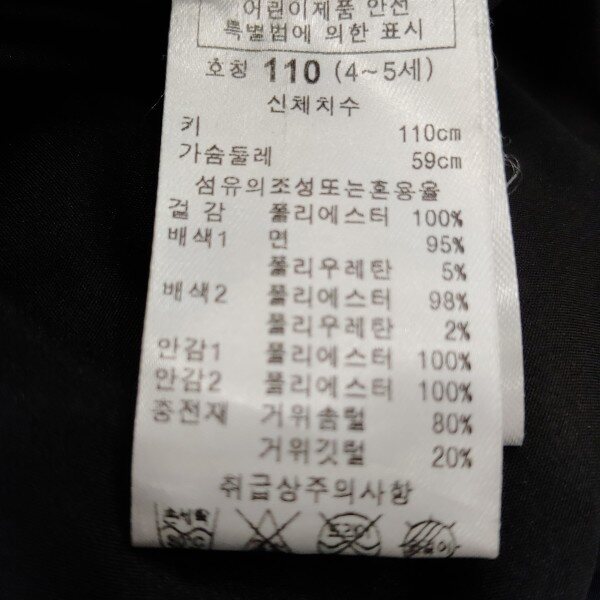 어린이제품 안전
특별법에 의한 표시
호칭 110 (4~5세)
신체치수
키 110cm
가슴둘레 59cm
섬유의조성또는혼용율
겉 감 폴리에스터 100%
배색1 면 95%
폴리우레탄 5%
배색2 폴리에스터 98%
폴리우레탄 2%
안감1 폴리에스터 100%
안감2 폴리에스터 100%
충전재 거위솜털 80%
거위깃털 20%
취급상주의사항
손세탁 드라이